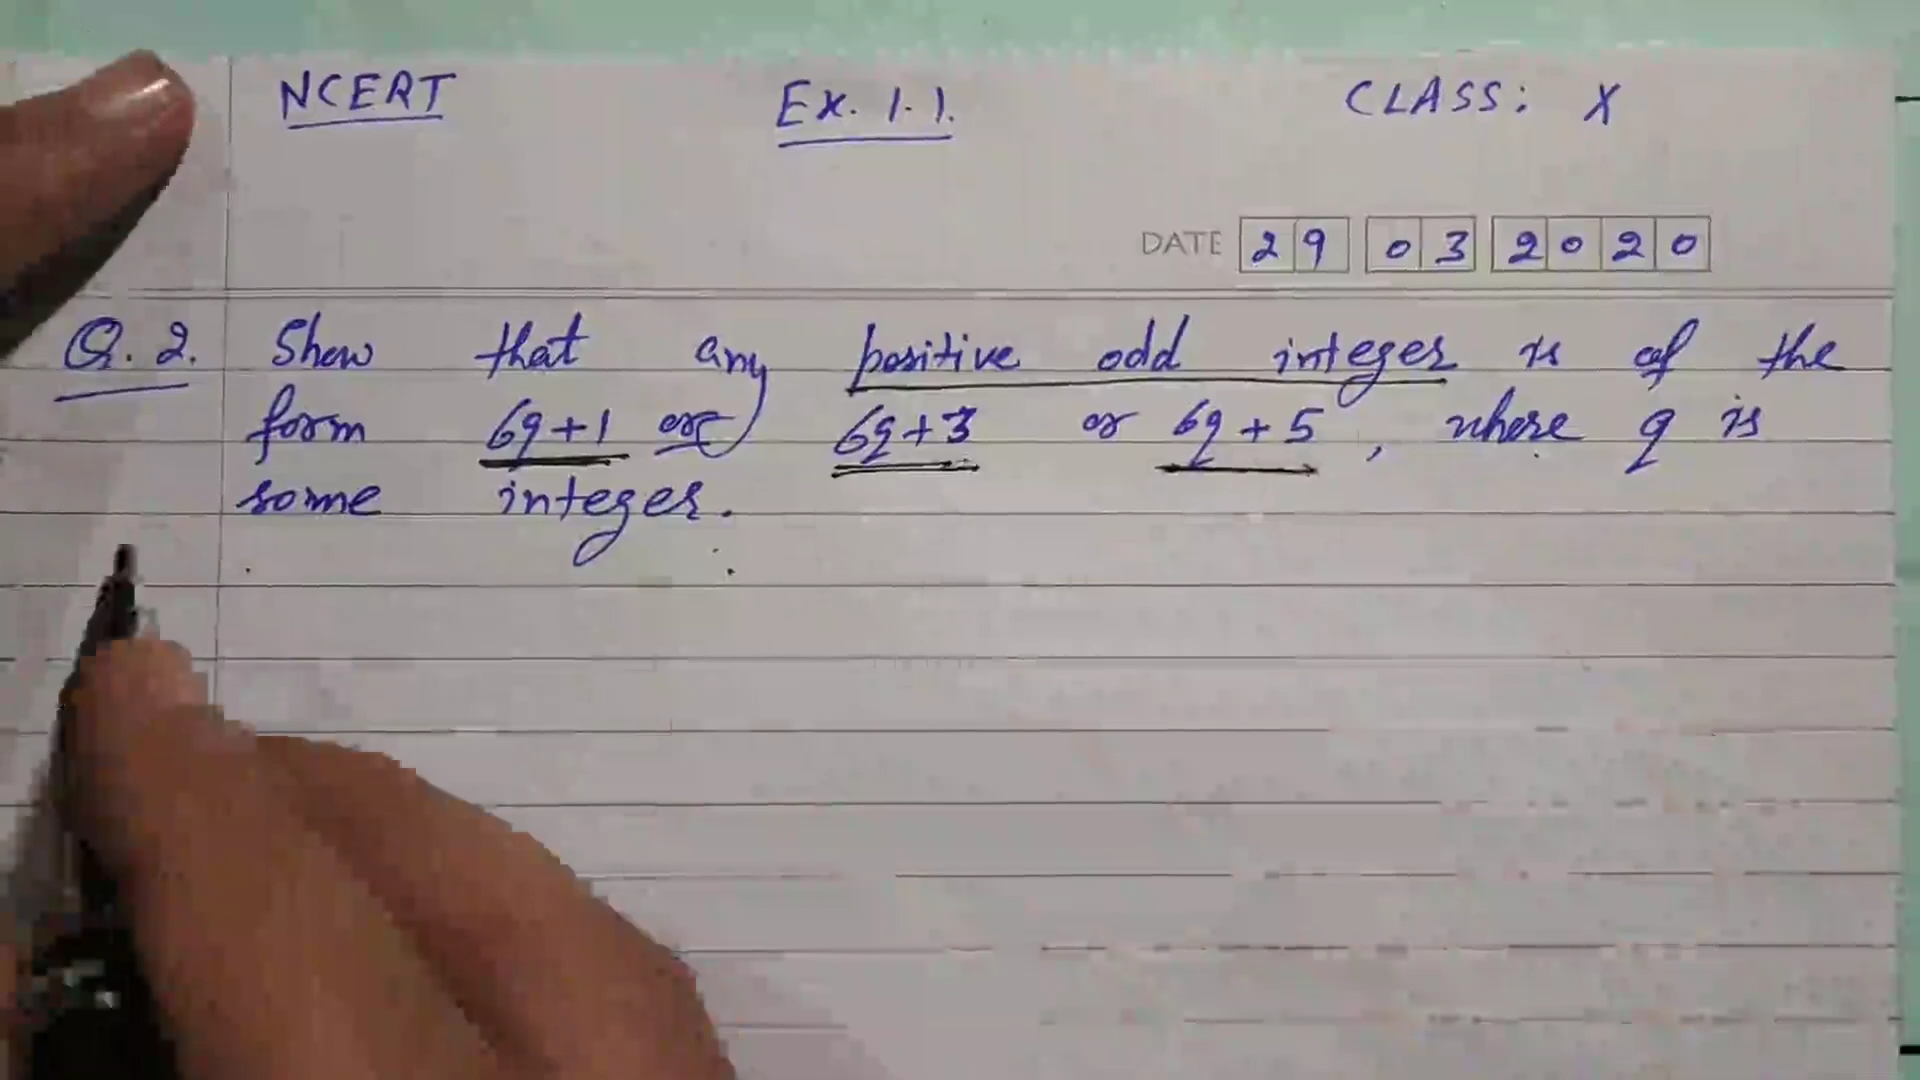 NCERT Ex. 1.1. CLASS: X
DATE 29 03 2020
Q. 2. Show that any positive odd integer is of the
form 6q+1 or 6q+3 or 6q+5, where q is
some integer.